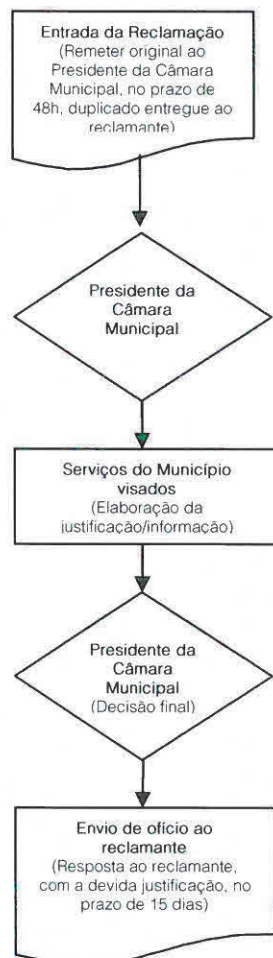 Entrada da Reclamação
(Remeter original ao
Presidente da Câmara
Municipal, no prazo de
48h, duplicado entregue ao
reclamante)
Presidente da
Câmara
Municipal
Serviços do Município
visados
(Elaboração da
justificação/informação)
Presidente da
Câmara
Municipal
(Decisão final)
Envio de ofício ao
reclamante
(Resposta ao reclamante,
com a devida justificação, no
prazo de 15 dias)